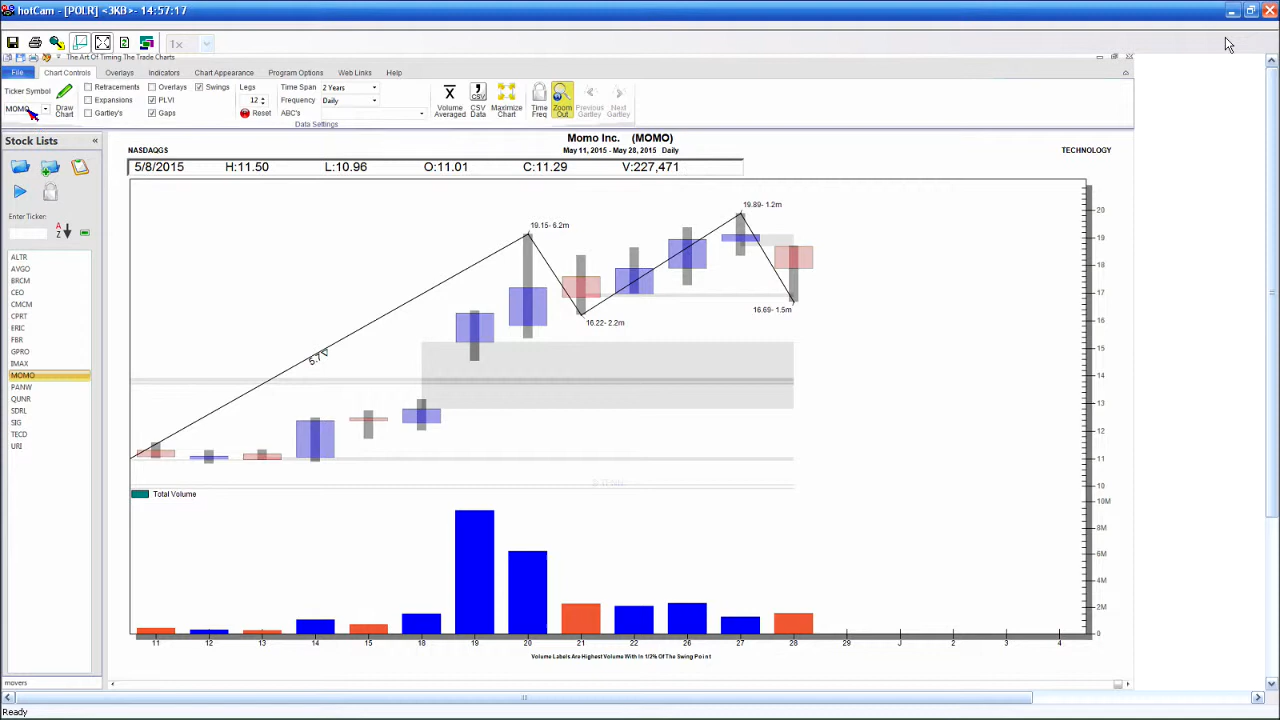 hotCam - [POLR] <3KB>- 14:57:17
1×
The Art Of Timing The Trade Charts
File Chart Controls Overlays Indicators Chart Appearance Program Options Web Links Help
Ticker Symbol
MOMO
Draw Chart
Retracements Overlays Swings
Expansions PLVI
Gartley's Gaps
Legs
12
Reset
Time Span 2 Years
Frequency Daily
ABC's
Data Settings
Volume Averaged
CSV Data
Maximize Chart
Time Freq
Zoom Out
Previous Gartley
Next Gartley
Stock Lists
Enter Ticker:
ALTR
AVGO
BRCM
CEO
CMCM
CPRT
ERIC
FBR
GPRO
IMAX
MOMO
PANW
QUNR
SDRL
SIG
TECD
URI
movers
Momo Inc. (MOMO)
NASDAQGS May 11, 2015 - May 28, 2015 Daily TECHNOLOGY
5/8/2015 H:11.50 L:10.96 O:11.01 C:11.29 V:227,471
19.89- 1.2m
19.15- 6.2m
16.69- 1.5m
16.22- 2.2m
20
19
18
17
16
15
14
13
12
11
10
Total Volume
10M
8M
6M
4M
2M
0
11 12 13 14 15 18 19 20 21 22 26 27 28 29 1 2 3 4
Volume Labels Are Highest Volume With In 1/2% Of The Swing Point
Ready